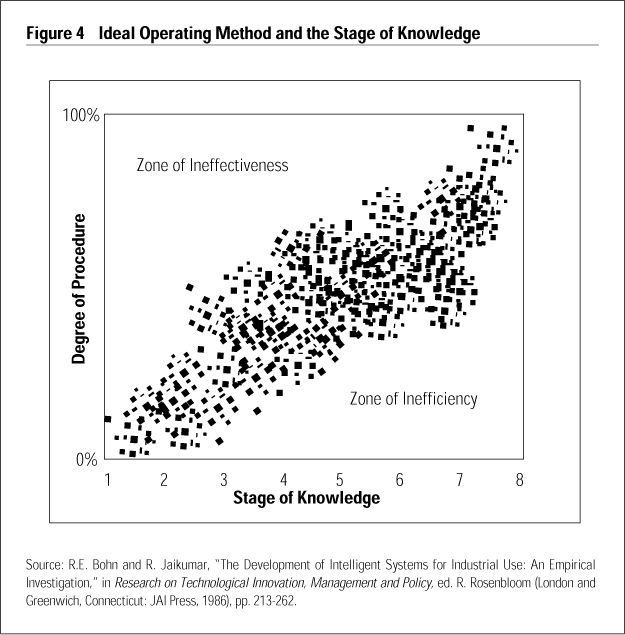 Figure 4 Ideal Operating Method and the Stage of Knowledge
100%
Zone of Ineffectiveness
Degree of Procedure
Zone of Inefficiency
0%
1 2 3 4 5 6 7 8
Stage of Knowledge
Source: R.E. Bohn and R. Jaikumar, “The Development of Intelligent Systems for Industrial Use: An Empirical
Investigation,” in Research on Technological Innovation, Management and Policy, ed. R. Rosenbloom (London and
Greenwich, Connecticut: JAI Press, 1986), pp. 213-262.